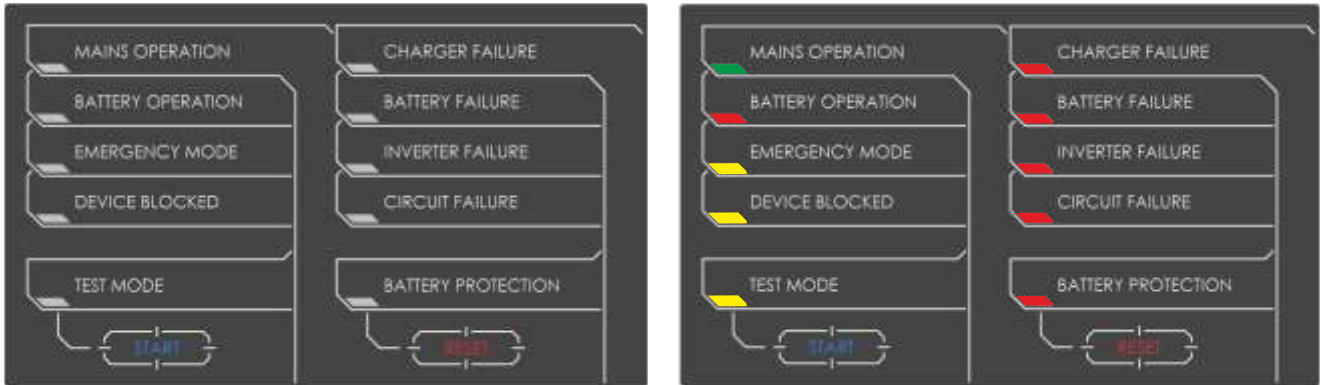 MAINS OPERATION
BATTERY OPERATION
EMERGENCY MODE
DEVICE BLOCKED
TEST MODE
START
CHARGER FAILURE
BATTERY FAILURE
INVERTER FAILURE
CIRCUIT FAILURE
BATTERY PROTECTION
RESET
MAINS OPERATION
BATTERY OPERATION
EMERGENCY MODE
DEVICE BLOCKED
TEST MODE
START
CHARGER FAILURE
BATTERY FAILURE
INVERTER FAILURE
CIRCUIT FAILURE
BATTERY PROTECTION
RESET